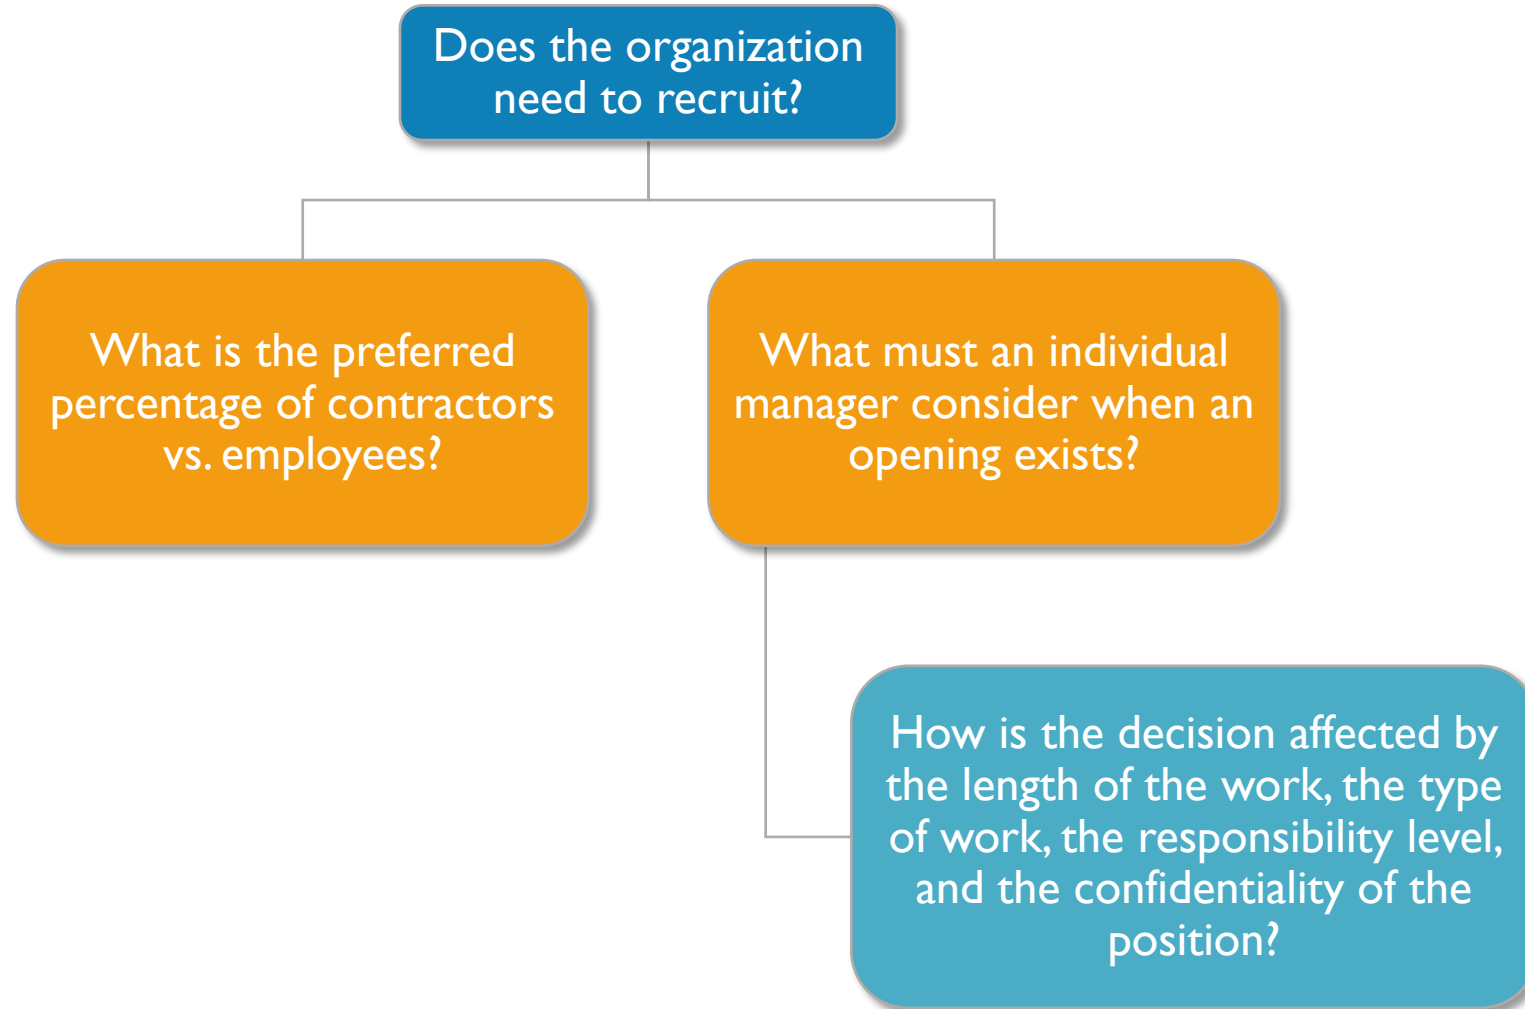 Does the organization
need to recruit?
What is the preferred
percentage of contractors
vs. employees?
What must an individual
manager consider when an
opening exists?
How is the decision affected by
the length of the work, the type
of work, the responsibility level,
and the confidentiality of the
position?